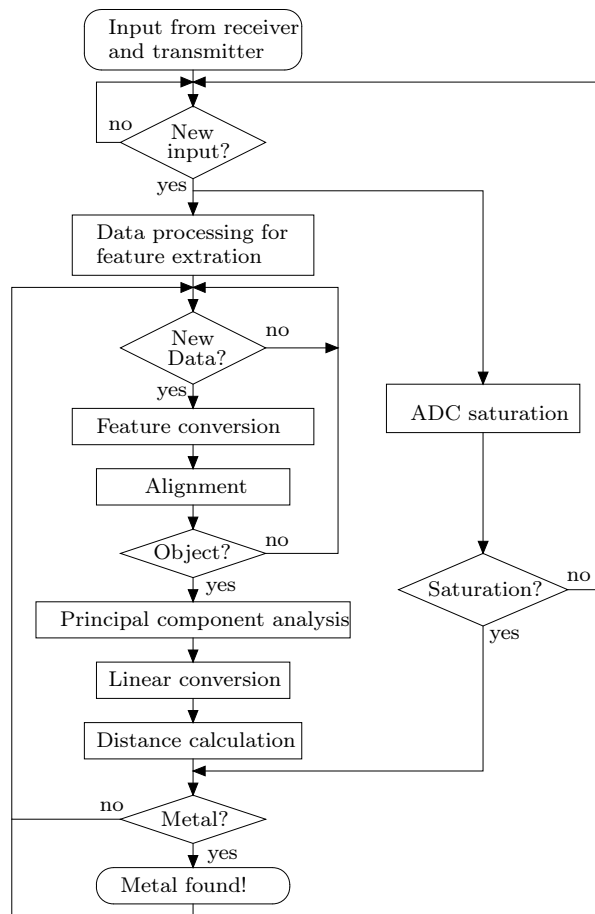 Input from receiver
and transmitter
no
New
input?
yes
Data processing for
feature extration
New
Data?
no
yes
Feature conversion
ADC saturation
Alignment
Object?
no
yes
Saturation?
no
yes
Principal component analysis
Linear conversion
Distance calculation
no
Metal?
yes
Metal found!